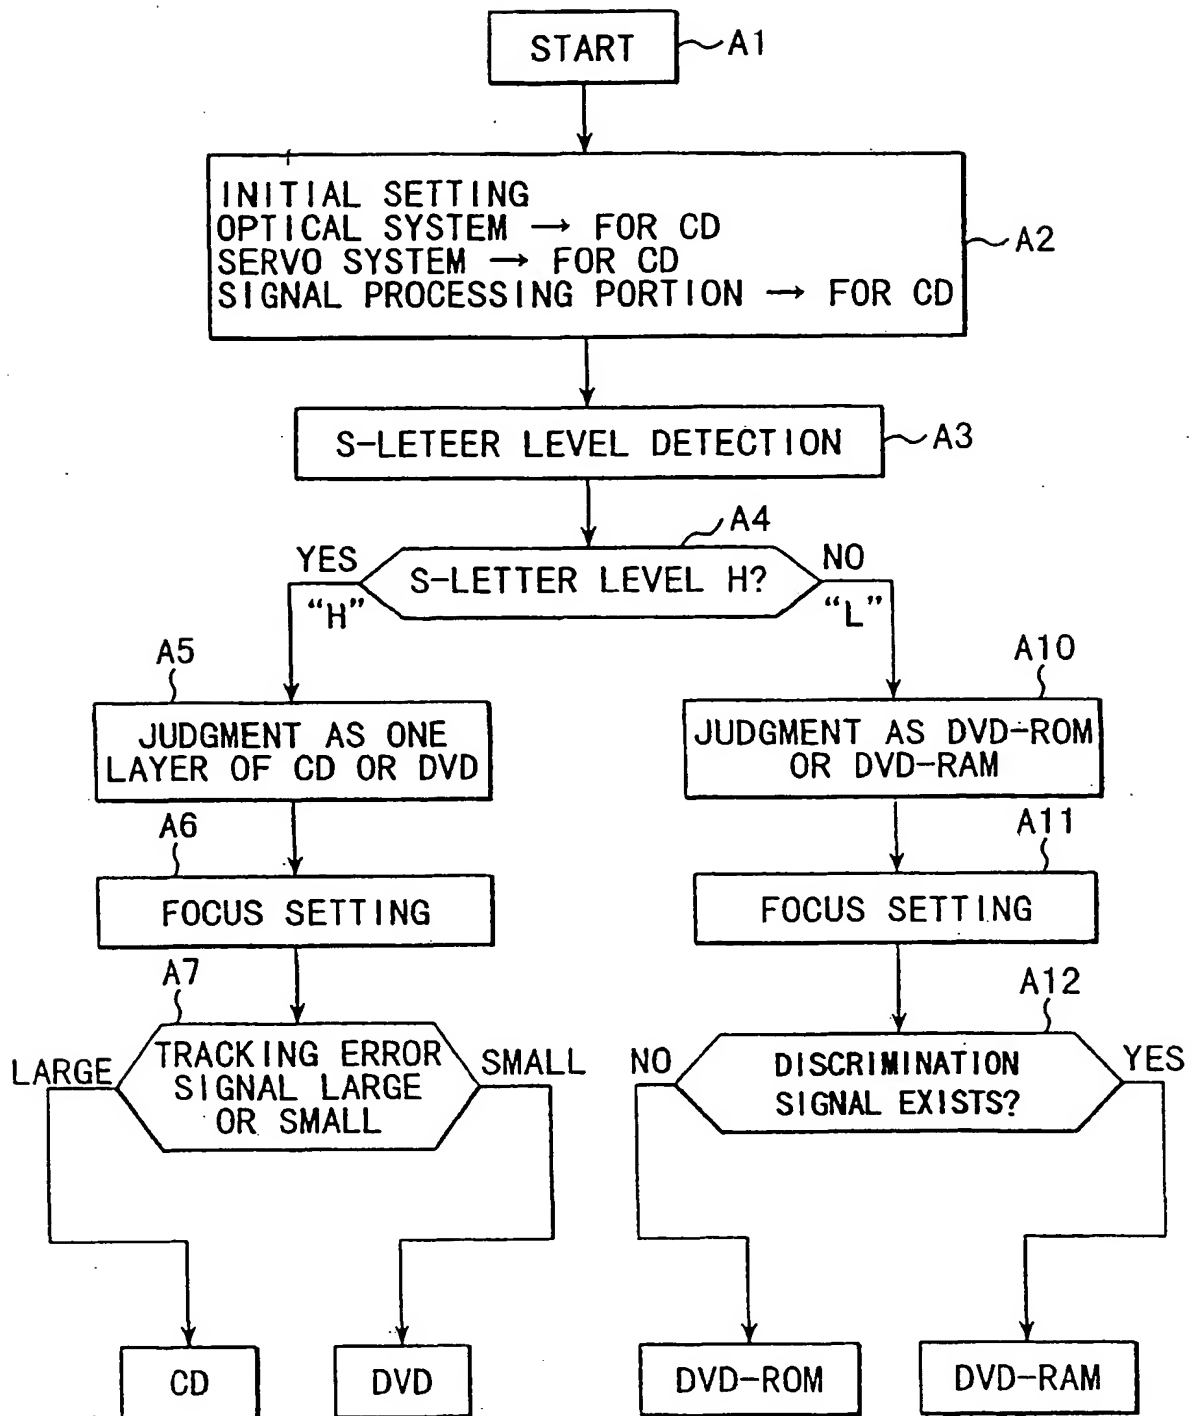 START
A1
INITIAL SETTING
OPTICAL SYSTEM → FOR CD
SERVO SYSTEM → FOR CD
SIGNAL PROCESSING PORTION → FOR CD
A2
S-LETEER LEVEL DETECTION
A3
A4
YES
S-LETTER LEVEL H?
NO
“H”
“L”
A5
JUDGMENT AS ONE
LAYER OF CD OR DVD
A10
JUDGMENT AS DVD-ROM
OR DVD-RAM
A6
FOCUS SETTING
A11
FOCUS SETTING
A7
LARGE
TRACKING ERROR
SIGNAL LARGE
OR SMALL
SMALL
A12
NO
DISCRIMINATION
SIGNAL EXISTS?
YES
CD
DVD
DVD-ROM
DVD-RAM